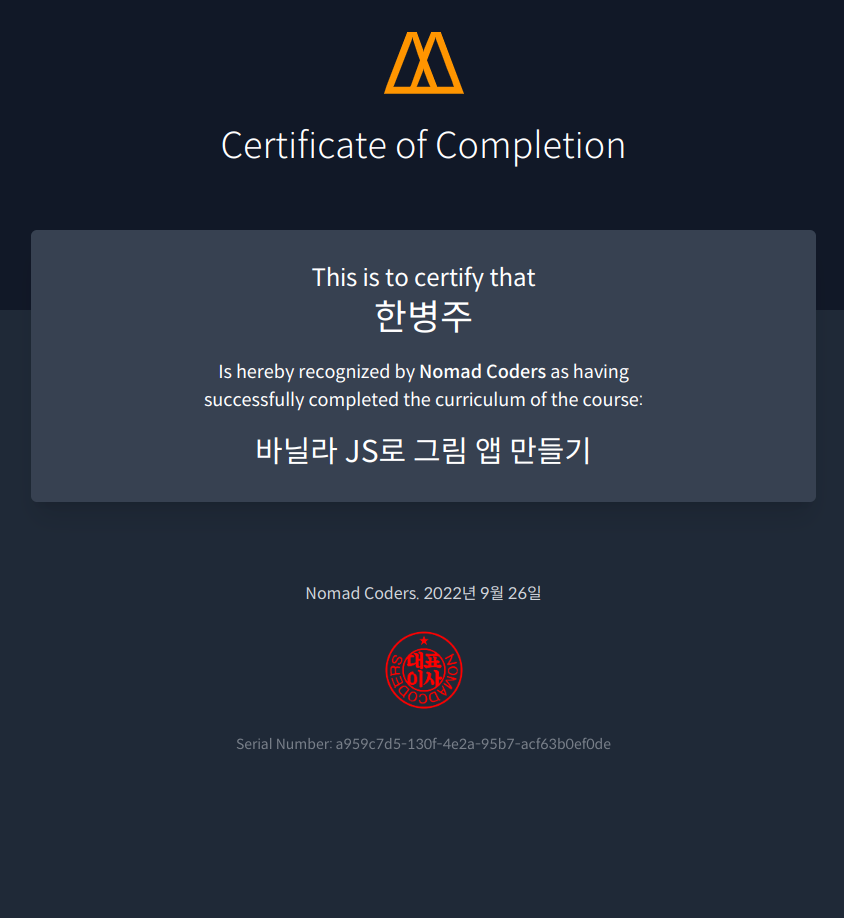 Certificate of Completion
This is to certify that
한병주
Is hereby recognized by Nomad Coders as having
successfully completed the curriculum of the course:
바닐라 JS로 그림 앱 만들기
Nomad Coders. 2022년 9월 26일
대표
이사
NOMADCODERS
Serial Number: a959c7d5-130f-4e2a-95b7-acf63b0ef0de